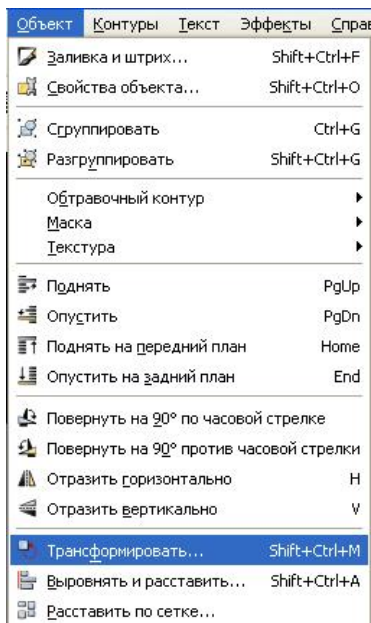 Объект Контуры Текст Эффекты Спра
Заливка и штрих... Shift+Ctrl+F
Свойства объекта... Shift+Ctrl+O
Сгруппировать Ctrl+G
Разгруппировать Shift+Ctrl+G
Обтравочный контур
Маска
Текстура
Поднять PgUp
Опустить PgDn
Поднять на передний план Home
Опустить на задний план End
Повернуть на 90° по часовой стрелке
Повернуть на 90° против часовой стрелки
Отразить горизонтально H
Отразить вертикально V
Трансформировать... Shift+Ctrl+M
Выровнять и расставить... Shift+Ctrl+A
Расставить по сетке...